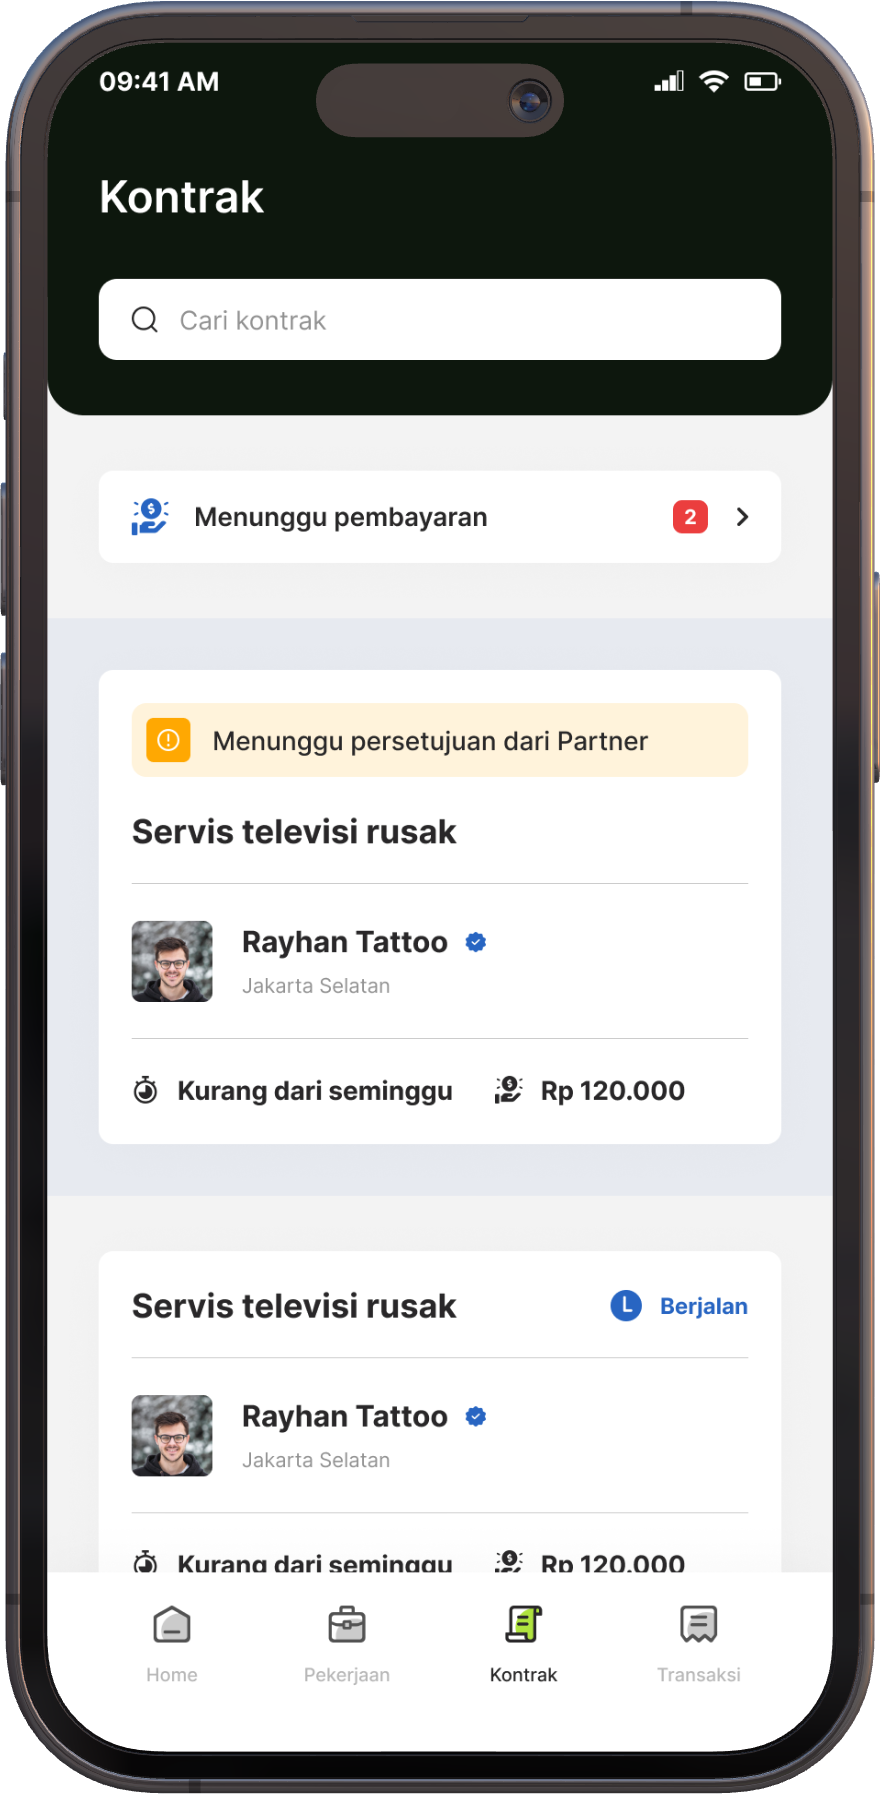 09:41 AM
Kontrak
Cari kontrak
Menunggu pembayaran 2
Menunggu persetujuan dari Partner
Servis televisi rusak
Rayhan Tattoo
Jakarta Selatan
Kurang dari seminggu Rp 120.000
Servis televisi rusak L Berjalan
Rayhan Tattoo
Jakarta Selatan
Kurang dari seminggu Rp 120.000
Home Pekerjaan Kontrak Transaksi